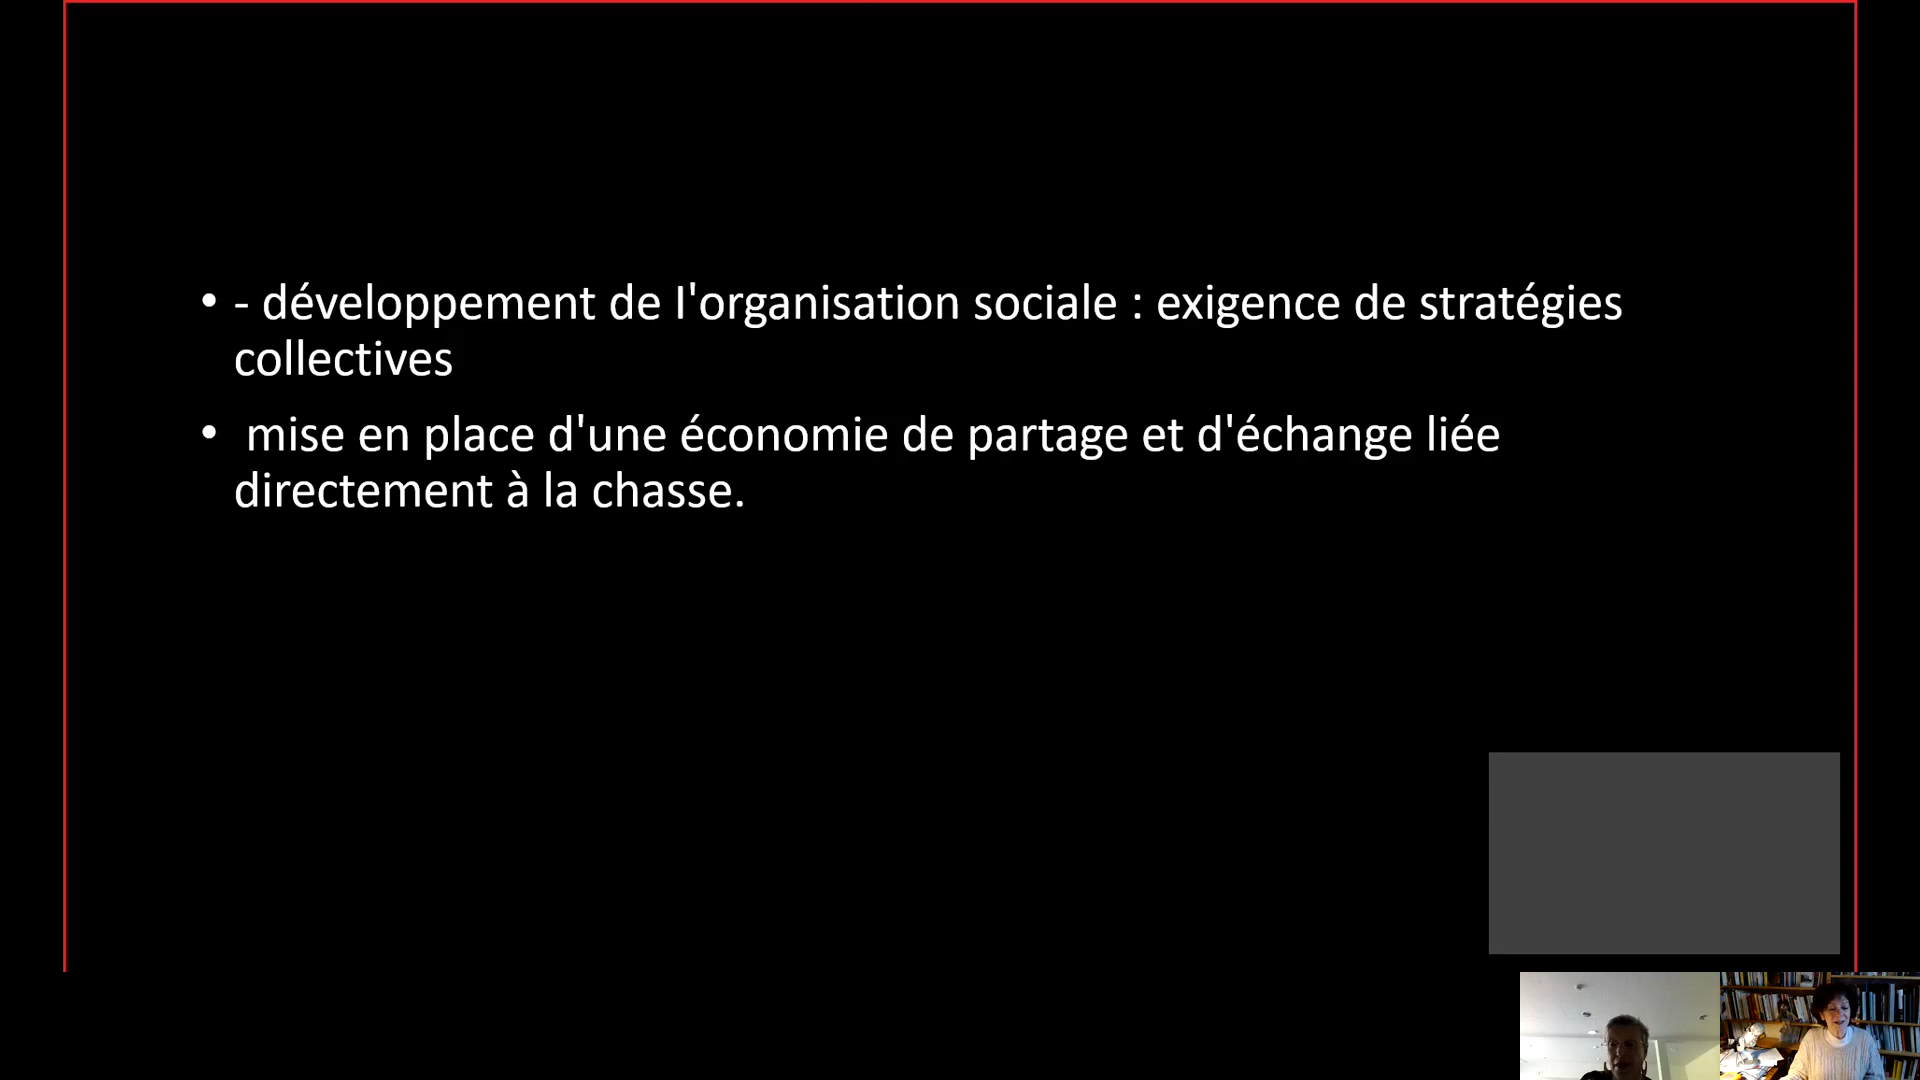 • - développement de I'organisation sociale : exigence de stratégies
collectives
• mise en place d'une économie de partage et d'échange liée
directement à la chasse.